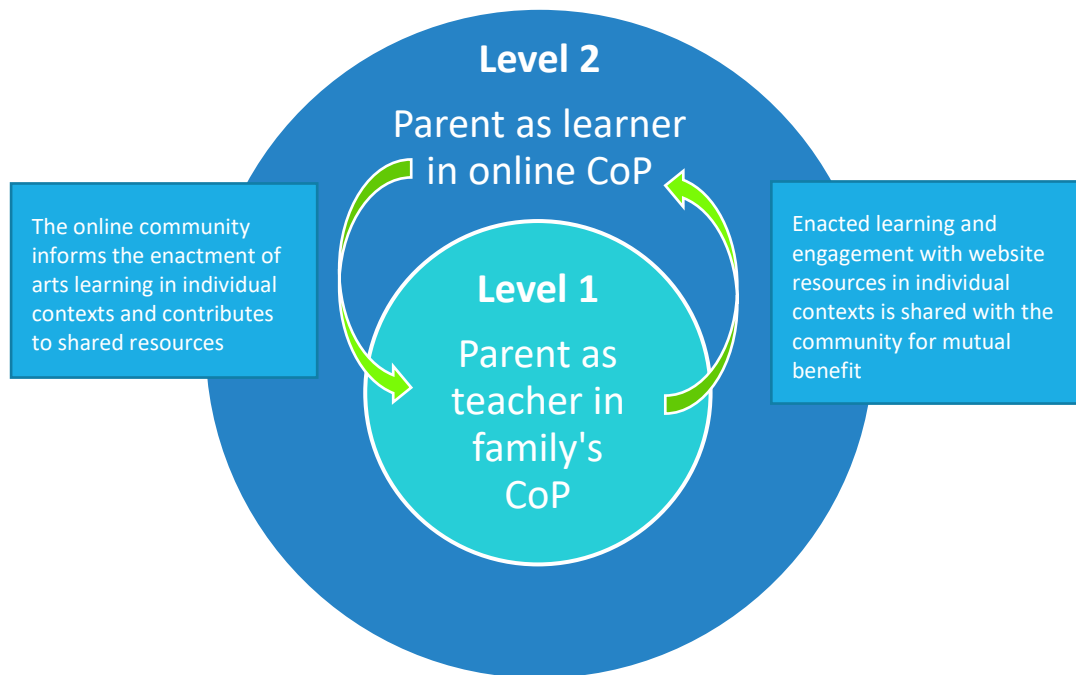 Level 2
Parent as learner
in online CoP
The online community
informs the enactment of
arts learning in individual
contexts and contributes
to shared resources
Level 1
Parent as
teacher in
family's
CoP
Enacted learning and
engagement with website
resources in individual
contexts is shared with the
community for mutual
benefit